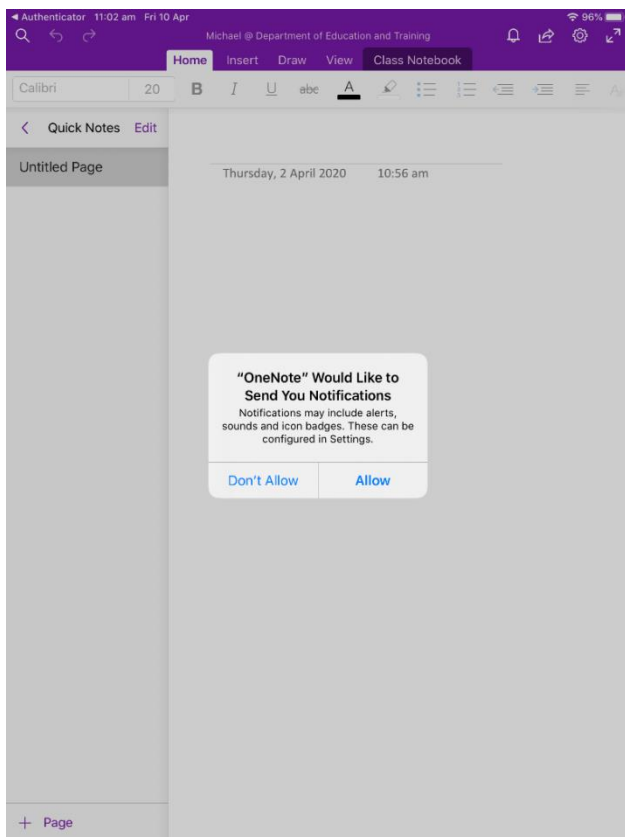 ◄ Authenticator 11:02 am Fri 10 Apr 96%
Michael @ Department of Education and Training
Home Insert Draw View Class Notebook
Calibri 20 B I U abc A
Quick Notes Edit
Untitled Page
Thursday, 2 April 2020 10:56 am
“OneNote” Would Like to
Send You Notifications
Notifications may include alerts,
sounds and icon badges. These can be
configured in Settings.
Don’t Allow Allow
+ Page